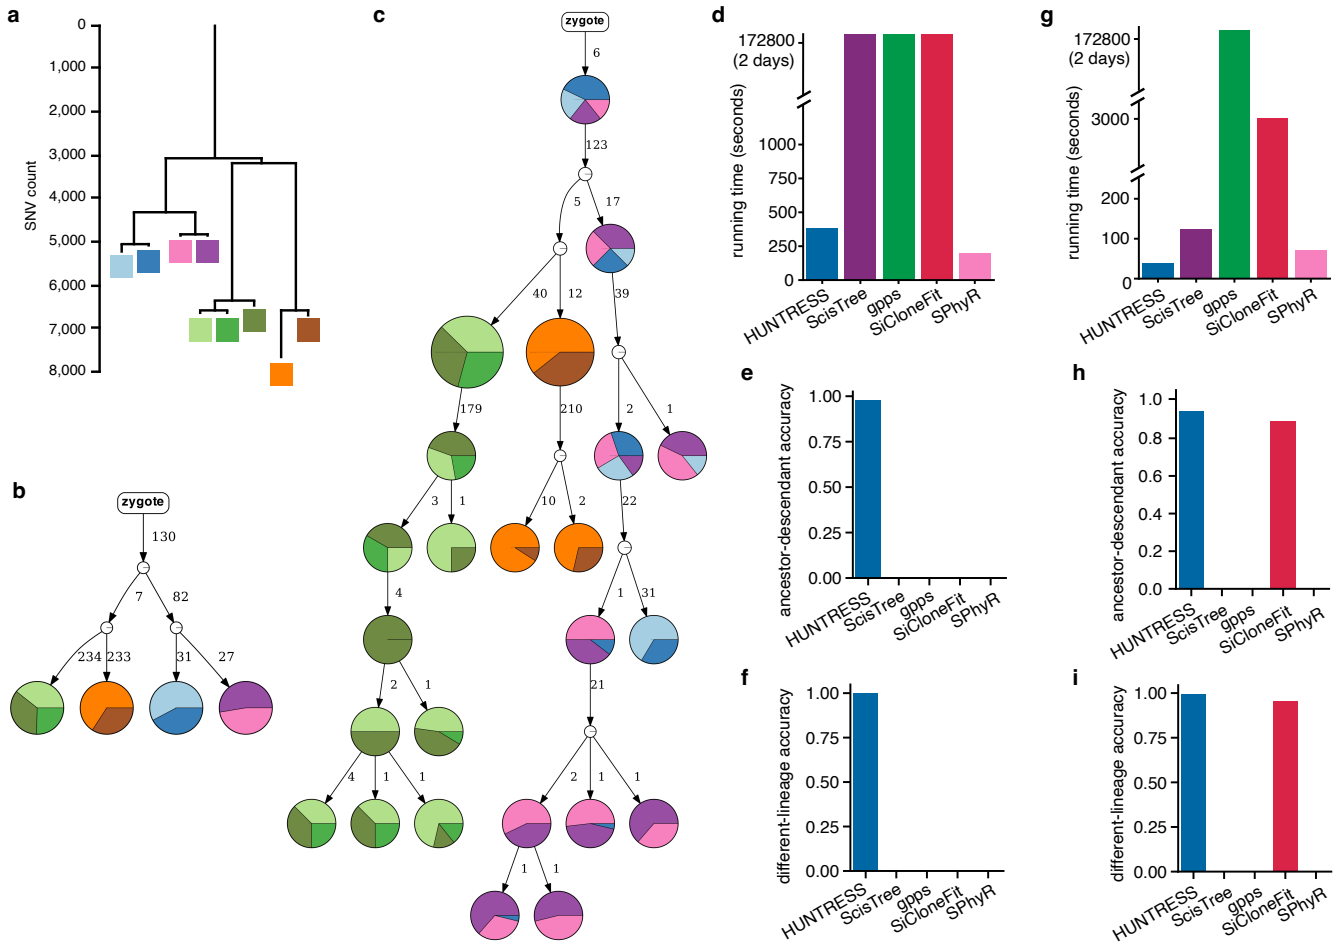 a
SNV count
0
1,000
2,000
3,000
4,000
5,000
6,000
7,000
8,000
b
zygote
130
7
82
234
233
31
27
c
zygote
6
123
5
17
40
12
39
179
210
2
1
3
1
10
2
22
4
1
31
2
1
21
4
1
1
2
1
1
1
1
d
running time (seconds)
172800
(2 days)
1000
750
500
250
0
HUNTRESS
ScisTree
gpps
SiCloneFit
SPhyR
e
ancestor-descendant accuracy
1.00
0.75
0.50
0.25
0.00
HUNTRESS
ScisTree
gpps
SiCloneFit
SPhyR
f
different-lineage accuracy
1.00
0.75
0.50
0.25
0.00
HUNTRESS
ScisTree
gpps
SiCloneFit
SPhyR
g
running time (seconds)
172800
(2 days)
3000
200
100
0
HUNTRESS
ScisTree
gpps
SiCloneFit
SPhyR
h
ancestor-descendant accuracy
1.0
0.8
0.6
0.4
0.2
0.0
HUNTRESS
ScisTree
gpps
SiCloneFit
SPhyR
i
different-lineage accuracy
1.00
0.75
0.50
0.25
0.00
HUNTRESS
ScisTree
gpps
SiCloneFit
SPhyR